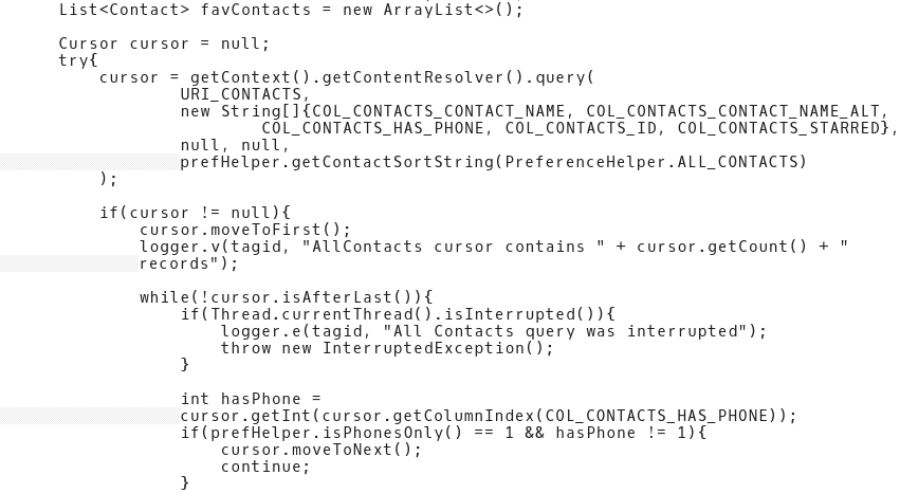 List<Contact> favContacts = new ArrayList<>();
Cursor cursor = null;
try{
cursor = getContext().getContentResolver().query(
URI_CONTACTS,
new String[]{COL_CONTACTS_CONTACT_NAME, COL_CONTACTS_CONTACT_NAME_ALT,
COL_CONTACTS_HAS_PHONE, COL_CONTACTS_ID, COL_CONTACTS_STARRED},
null, null,
prefHelper.getContactSortString(PreferenceHelper.ALL_CONTACTS)
);
if(cursor != null){
cursor.moveToFirst();
logger.v(tagid, "AllContacts cursor contains " + cursor.getCount() + "
records");
while(!cursor.isAfterLast()){
if(Thread.currentThread().isInterrupted()){
logger.e(tagid, "All Contacts query was interrupted");
throw new InterruptedException();
}
int hasPhone =
cursor.getInt(cursor.getColumnIndex(COL_CONTACTS_HAS_PHONE));
if(prefHelper.isPhonesOnly() == 1 && hasPhone != 1){
cursor.moveToNext();
continue;
}